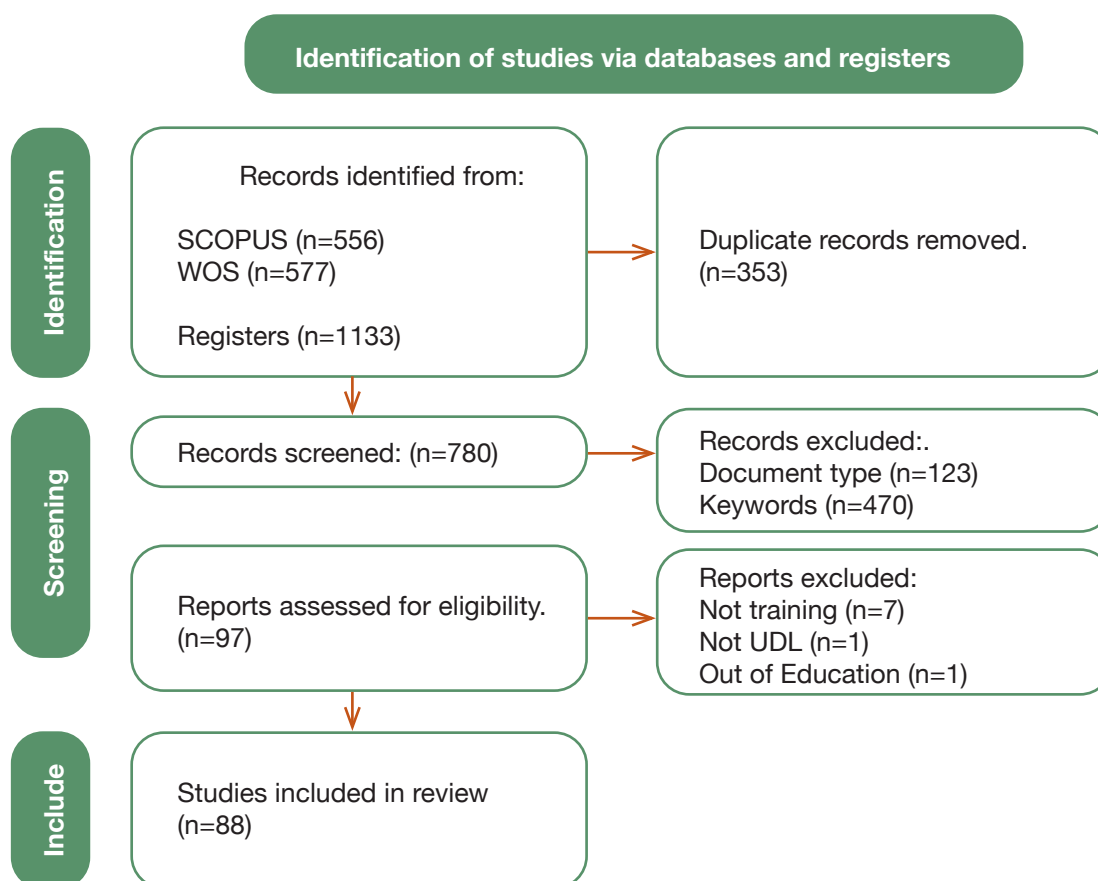 Identification of studies via databases and registers
Identification
Records identified from:
SCOPUS (n=556)
WOS (n=577)
Registers (n=1133)
Duplicate records removed.
(n=353)
Screening
Records screened: (n=780)
Records excluded:.
Document type (n=123)
Keywords (n=470)
Reports assessed for eligibility.
(n=97)
Reports excluded:
Not training (n=7)
Not UDL (n=1)
Out of Education (n=1)
Include
Studies included in review
(n=88)